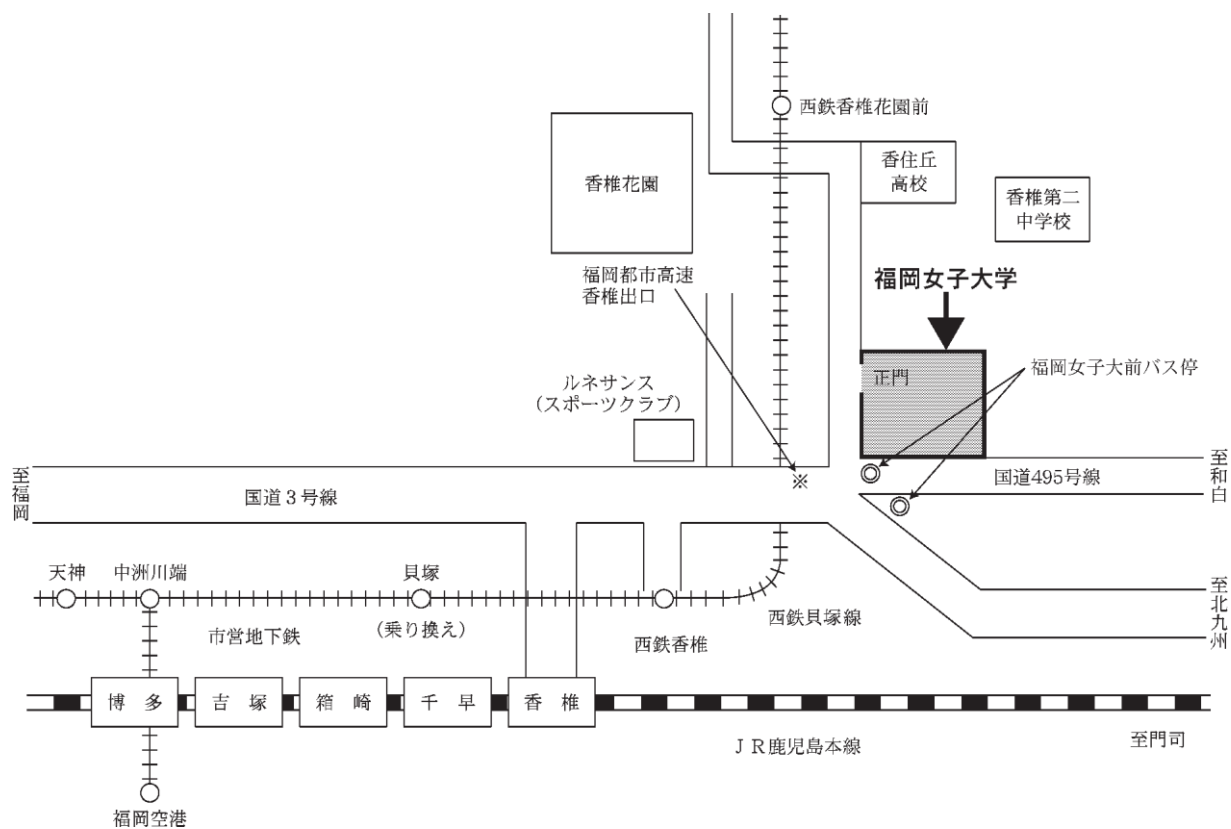 西鉄香椎花園前
香住丘
高校
香椎花園
香椎第二
中学校
福岡都市高速
香椎出口
福岡女子大学
正門
福岡女子大前バス停
ルネサンス
（スポーツクラブ）
至福岡
国道３号線
※
国道495号線
至和白
天神
中洲川端
貝塚
（乗り換え）
市営地下鉄
西鉄香椎
西鉄貝塚線
至北九州
博多
吉塚
箱崎
千早
香椎
ＪＲ鹿児島本線
至門司
福岡空港